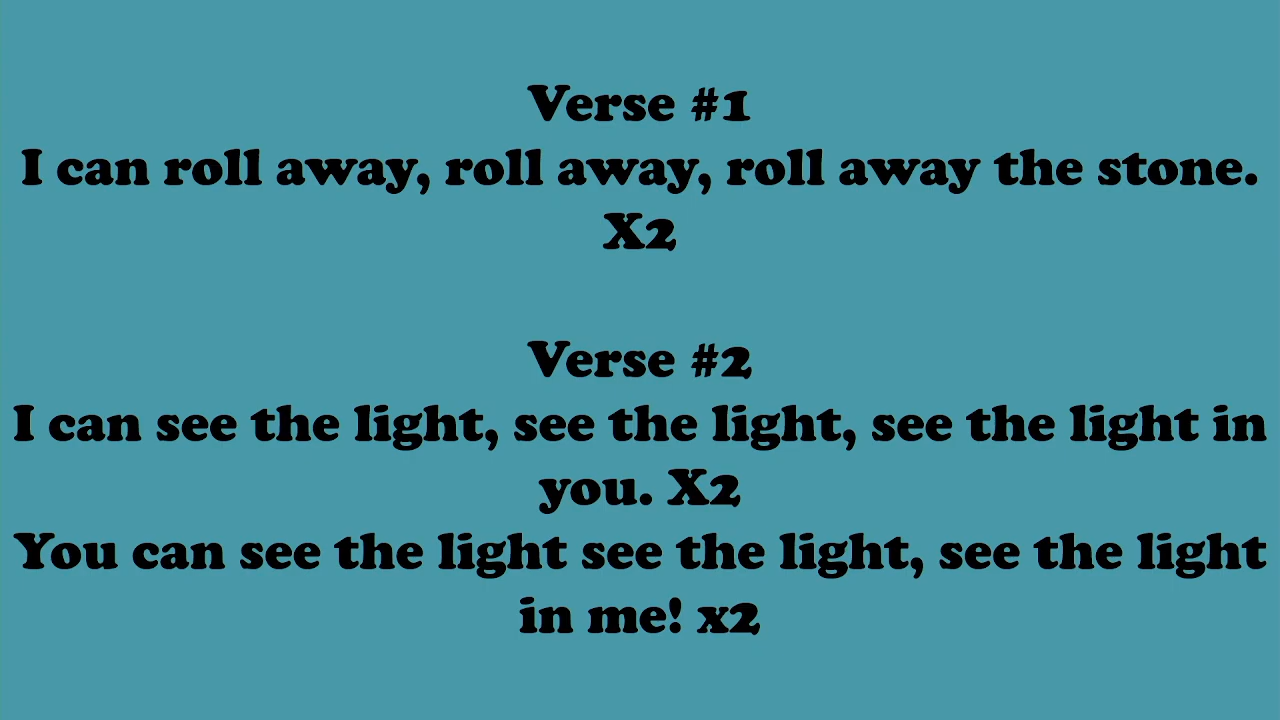 Verse #1
I can roll away, roll away, roll away the stone.
X2
Verse #2
I can see the light, see the light, see the light in
you. X2
You can see the light see the light, see the light
in me! x2